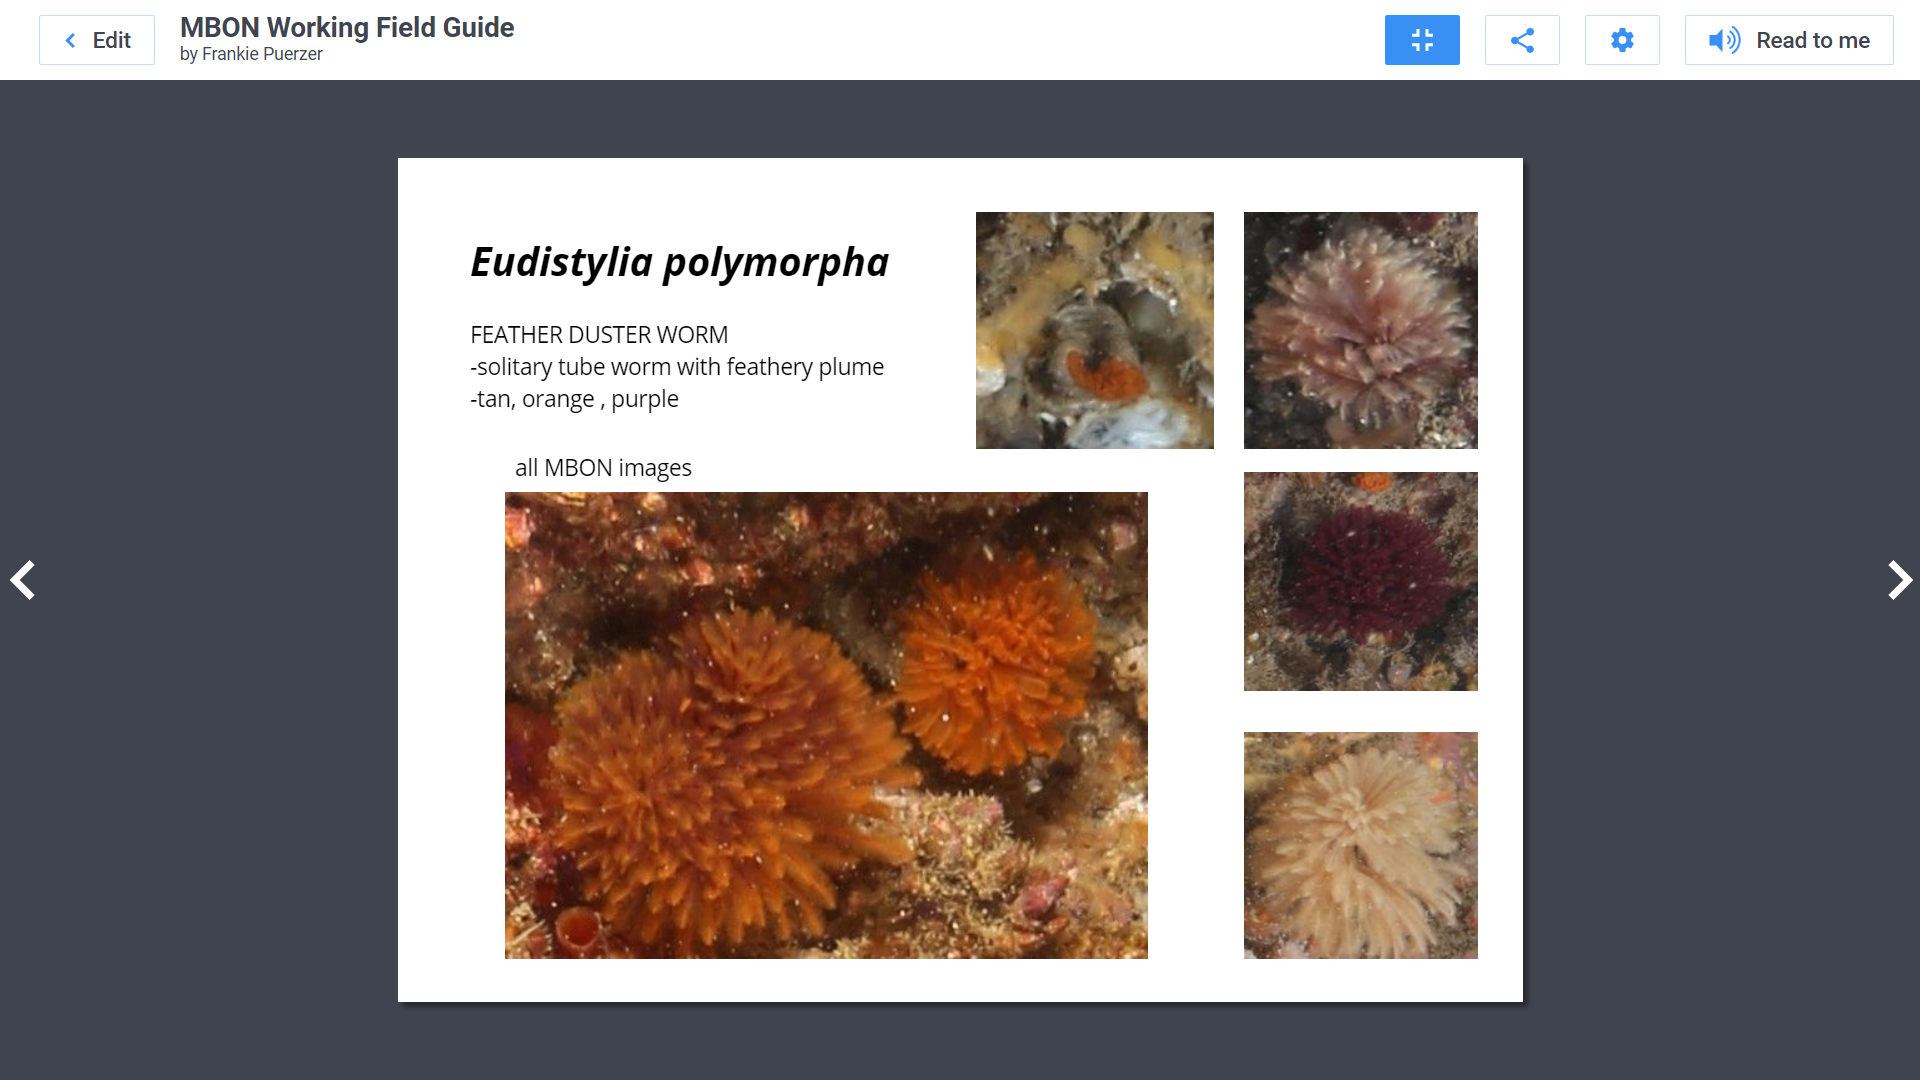 Edit
MBON Working Field Guide
by Frankie Puerzer
Read to me
Eudistylia polymorpha
FEATHER DUSTER WORM
-solitary tube worm with feathery plume
-tan, orange , purple
all MBON images